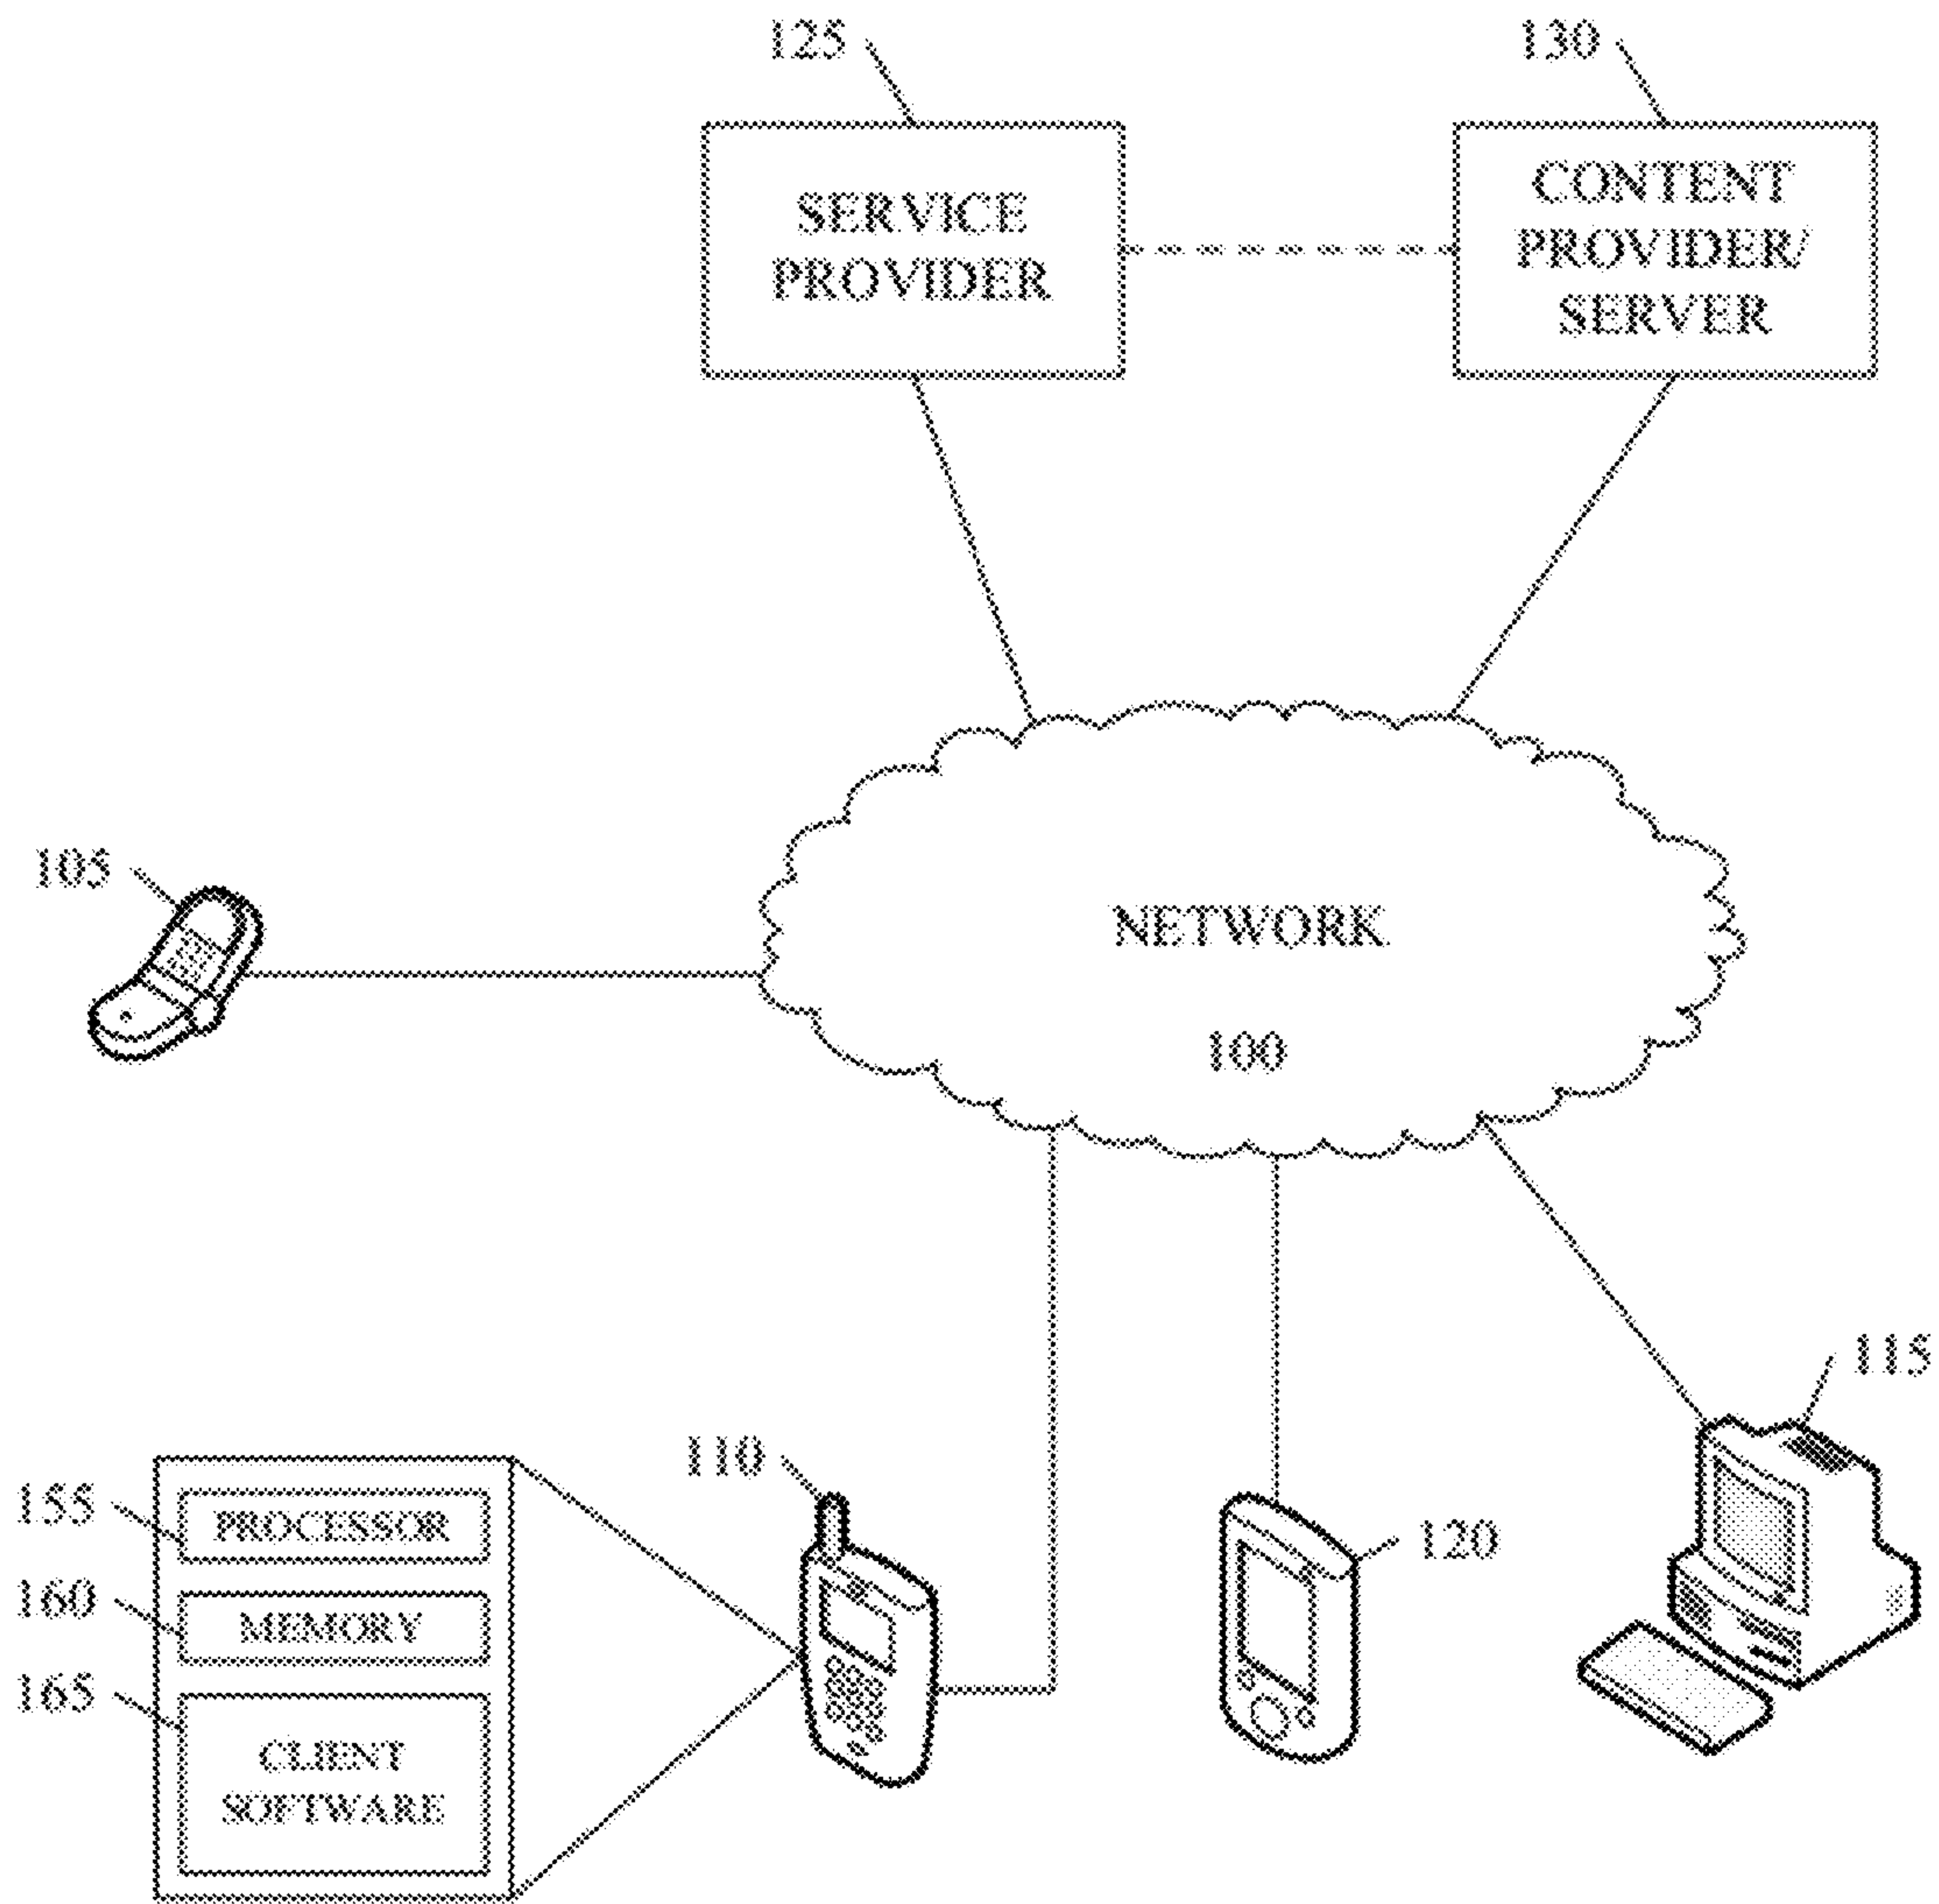 125
130
SERVICE
PROVIDER
CONTENT
PROVIDER/
SERVER
105
NETWORK
100
115
110
120
155
PROCESSOR
160
MEMORY
165
CLIENT
SOFTWARE